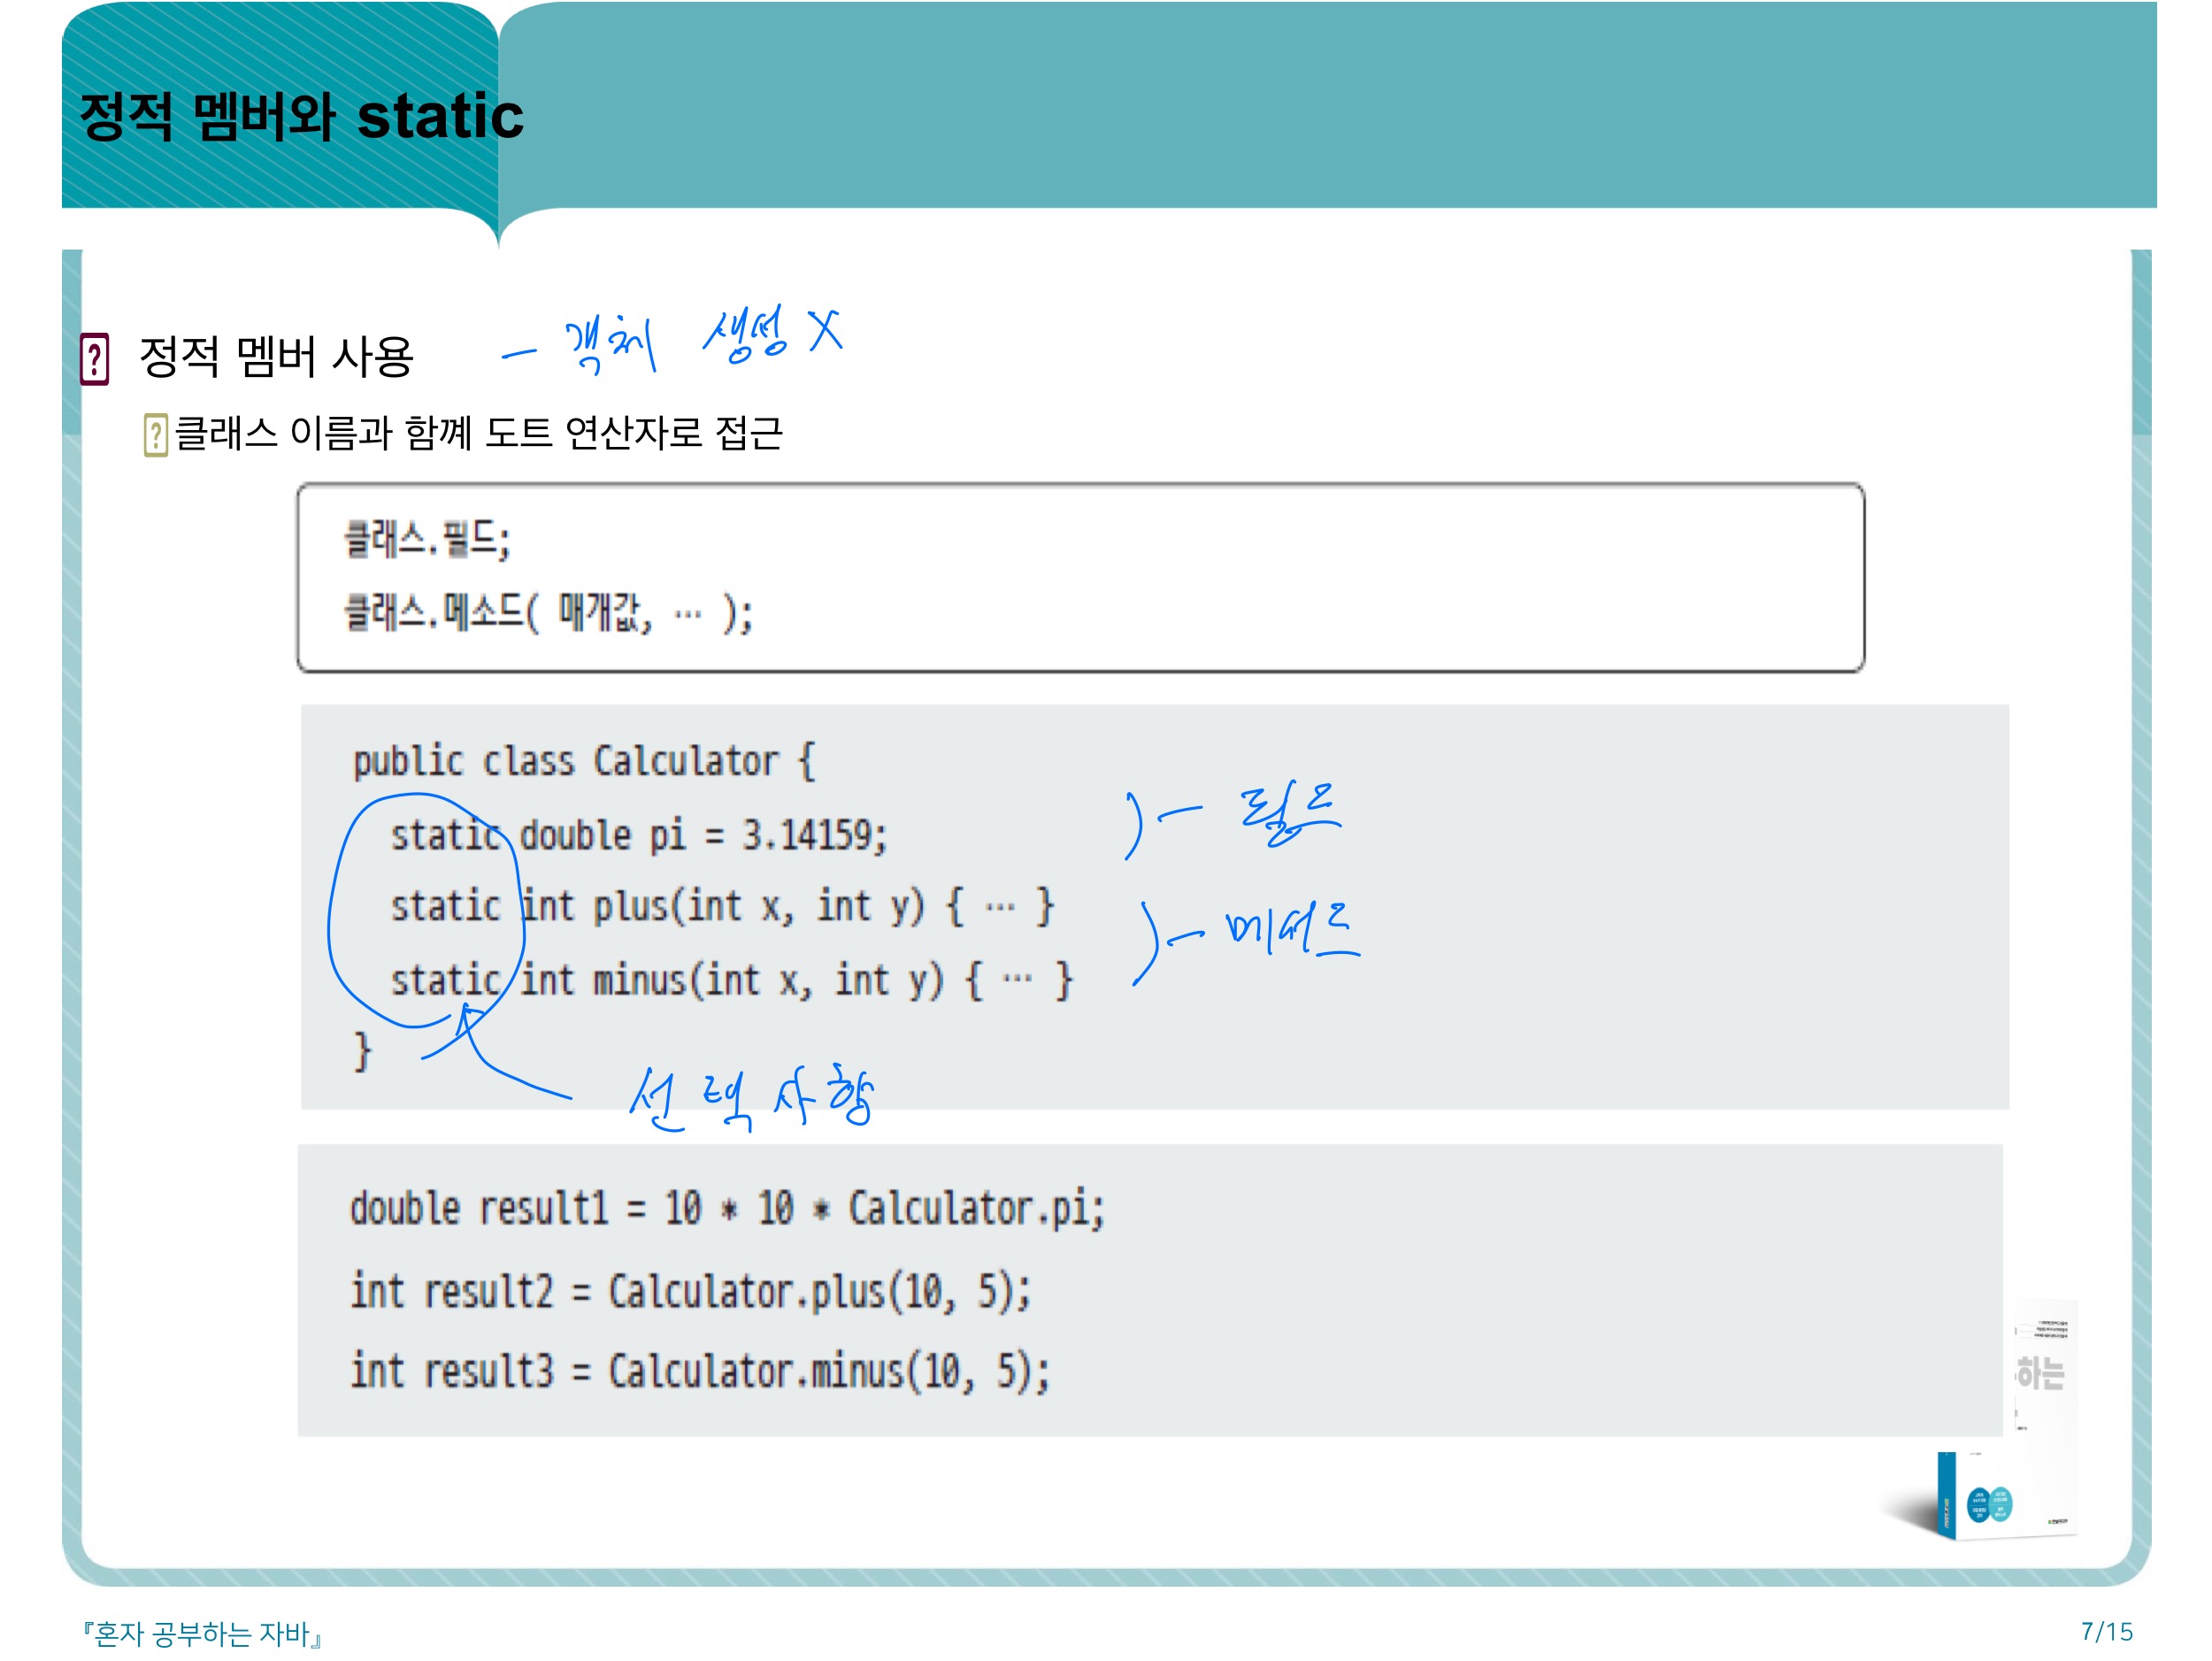 정적 멤버와 static
정적 멤버 사용 - 객체 생성 X
클래스 이름과 함꼐 도트 연산자로 접근
클래스.필드;
클래스.메소드( 매개값, … );
public class Calculator {
static double pi = 3.14159; )- 필드
static int plus(int x, int y) { … }
)- 메서드
static int minus(int x, int y) { … }
}
선택사항
double result1 = 10 * 10 * Calculator.pi;
int result2 = Calculator.plus(10, 5);
int result3 = Calculator.minus(10, 5);
하는
『혼자 공부하는 자바』
7/15